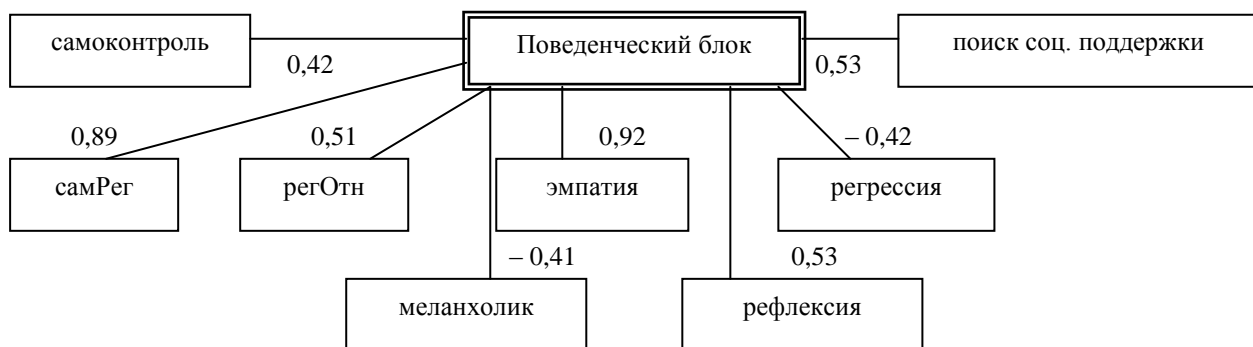 самоконтроль
Поведенческий блок
поиск соц. поддержки
0,42
0,53
0,89
0,51
0,92
– 0,42
самРег
регОтн
эмпатия
регрессия
– 0,41
0,53
меланхолик
рефлексия